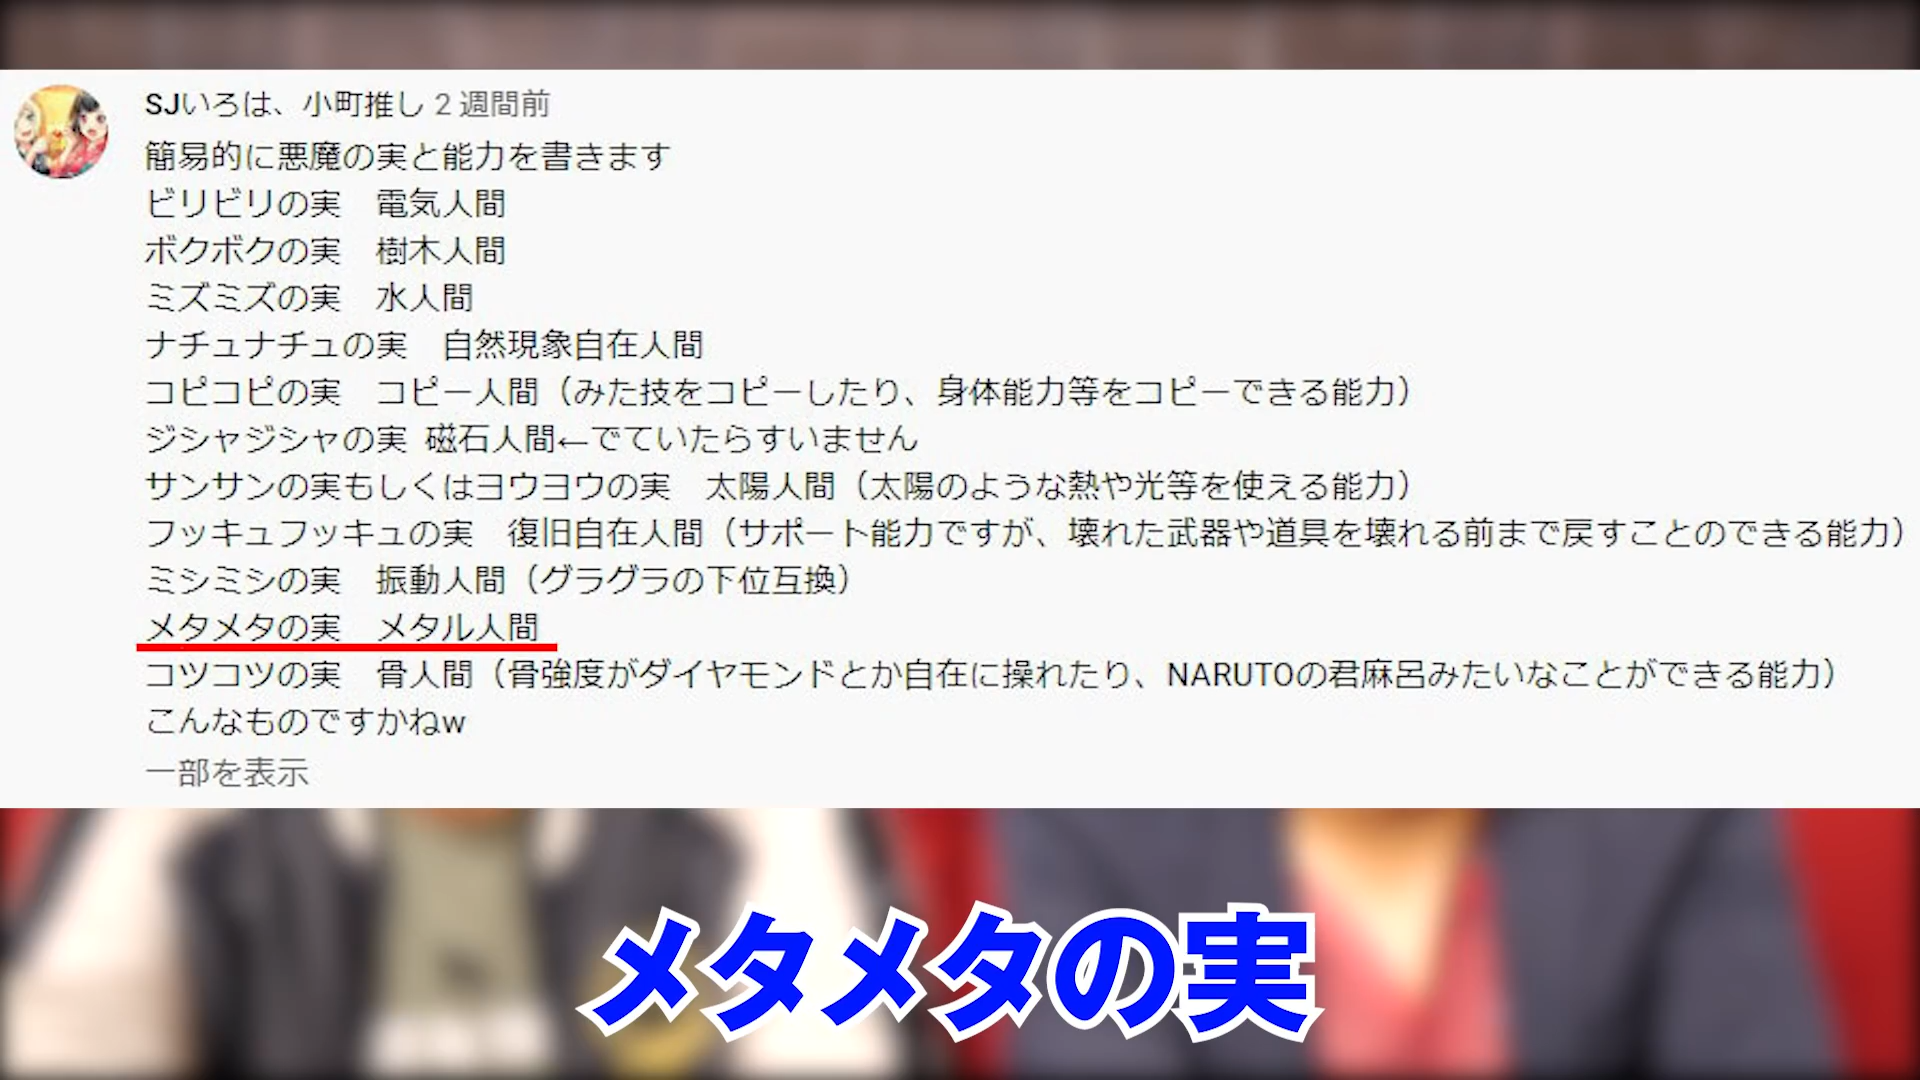 SJいろは、小町推し 2 週間前
簡易的に悪魔の実と能力を書きます
ビリビリの実　電気人間
ボクボクの実　樹木人間
ミズミズの実　水人間
ナチュナチュの実　自然現象自在人間
コピコピの実　コピー人間（みた技をコピーしたり、身体能力等をコピーできる能力）
ジシャジシャの実 磁石人間←でていたらすいません
サンサンの実もしくはヨウヨウの実　太陽人間（太陽のような熱や光等を使える能力）
フッキュフッキュの実　復旧自在人間（サポート能力ですが、壊れた武器や道具を壊れる前まで戻すことのできる能力）
ミシミシの実　振動人間（グラグラの下位互換）
メタメタの実　メタル人間
コツコツの実　骨人間（骨強度がダイヤモンドとか自在に操れたり、NARUTOの君麻呂みたいなことができる能力）
こんなものですかねw
一部を表示
メタメタの実